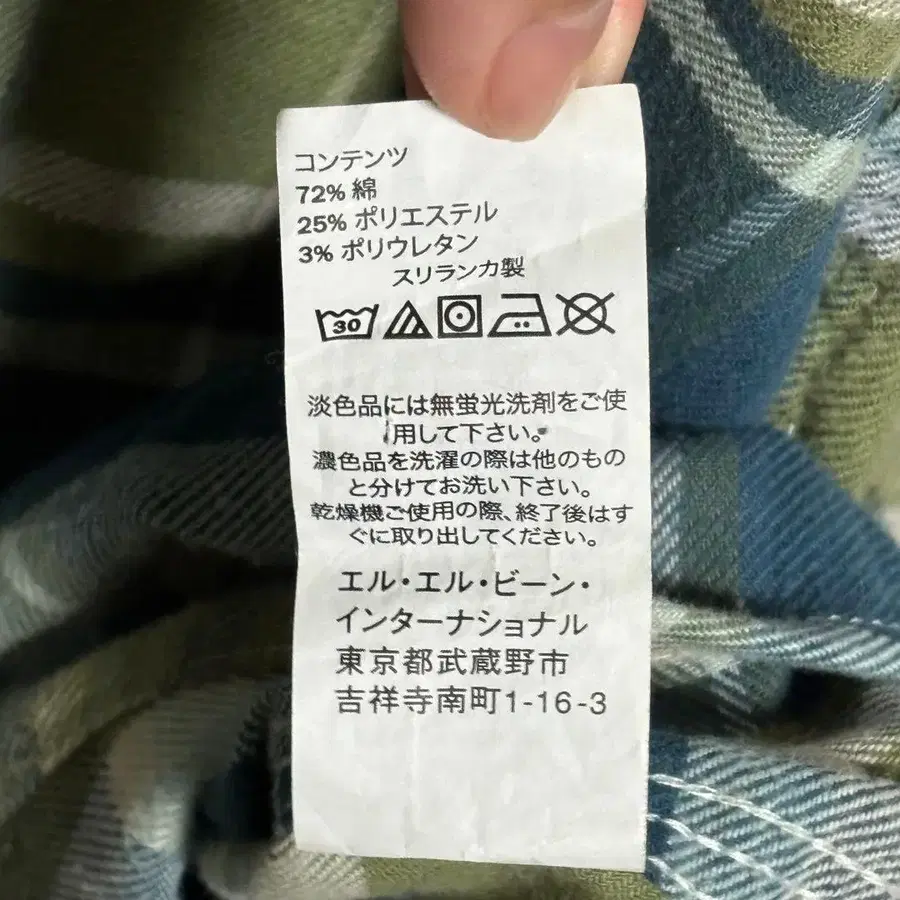 コンテンツ
72% 綿
25% ポリエステル
3% ポリウレタン
スリランカ製
30
淡色品には無蛍光洗剤をご使
用して下さい。
濃色品を洗濯の際は他のもの
と分けてお洗い下さい。
乾燥機ご使用の際、終了後はす
ぐに取り出してください。
エル・エル・ビーン・
インターナショナル
東京都武蔵野市
吉祥寺南町1-16-3